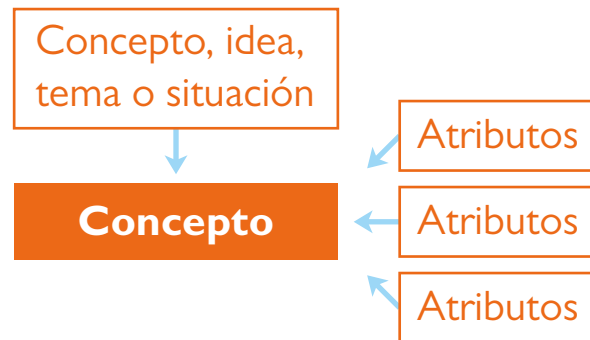 Concepto, idea,
tema o situación
Atributos
Concepto
Atributos
Atributos